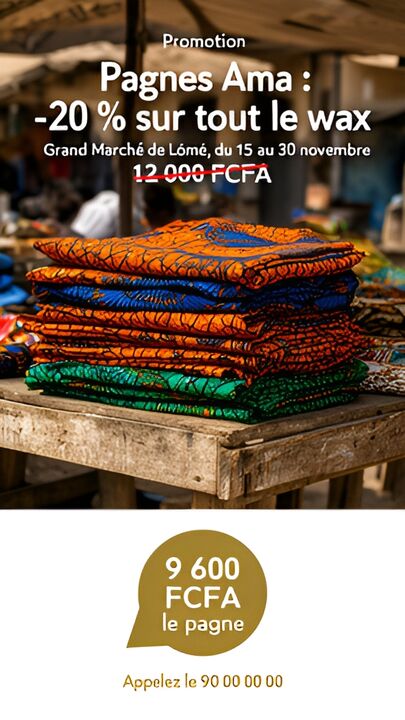 Promotion
Pagnes Ama :
-20 % sur tout le wax
Grand Marché de Lomé, du 15 au 30 novembre
12 000 FCFA
9 600
FCFA
le pagne
Appelez le 90 00 00 00